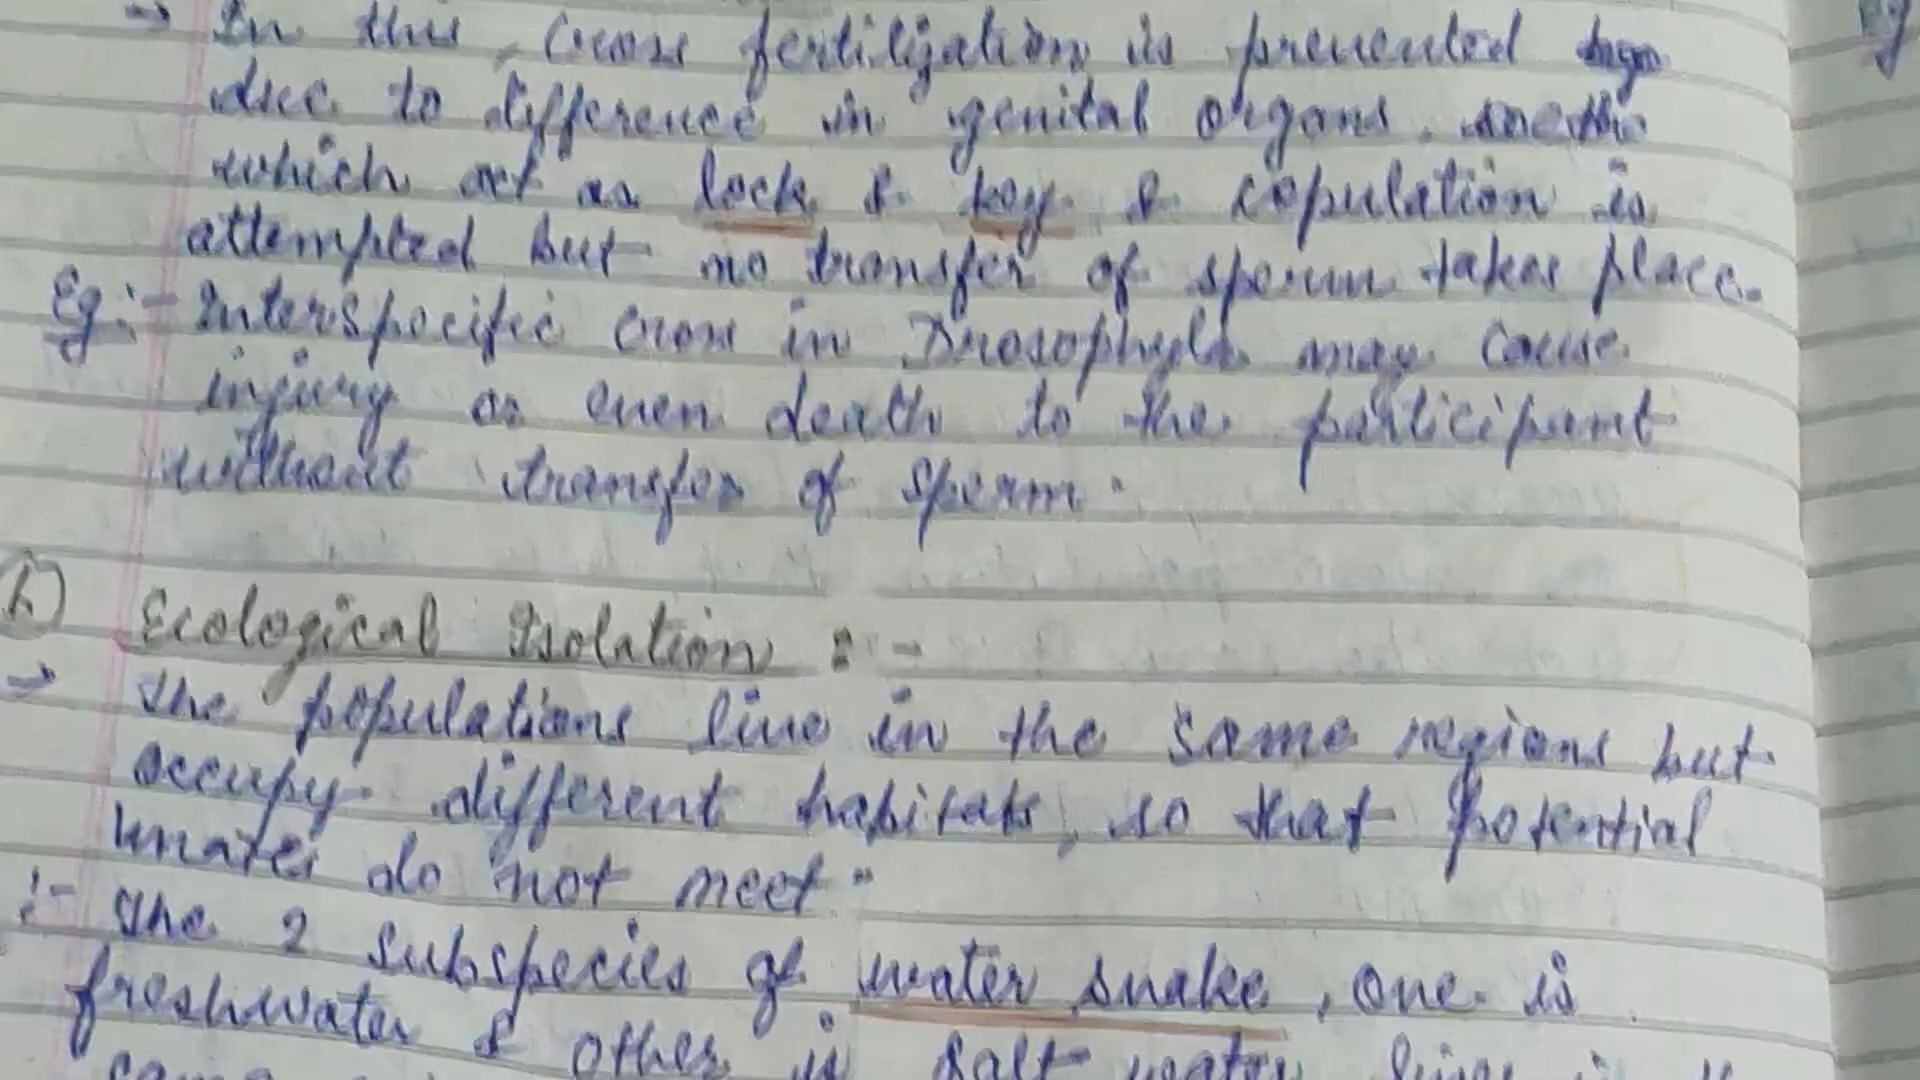 → In this, Cross fertilization is prevented
due to difference in genital organs,
which act as lock & key & copulation is
attempted but no transfer of sperm takes place.
Eg:- Interspecific cross in Drosophyla may cause
injury or even death to the participant
without transfer of sperm.
b) Ecological Isolation :-
→ The populations live in the same regions but
occupy different habitats, so that potential
mates do not meet.
:- The 2 subspecies of water snake, one is
freshwater & other is salt water